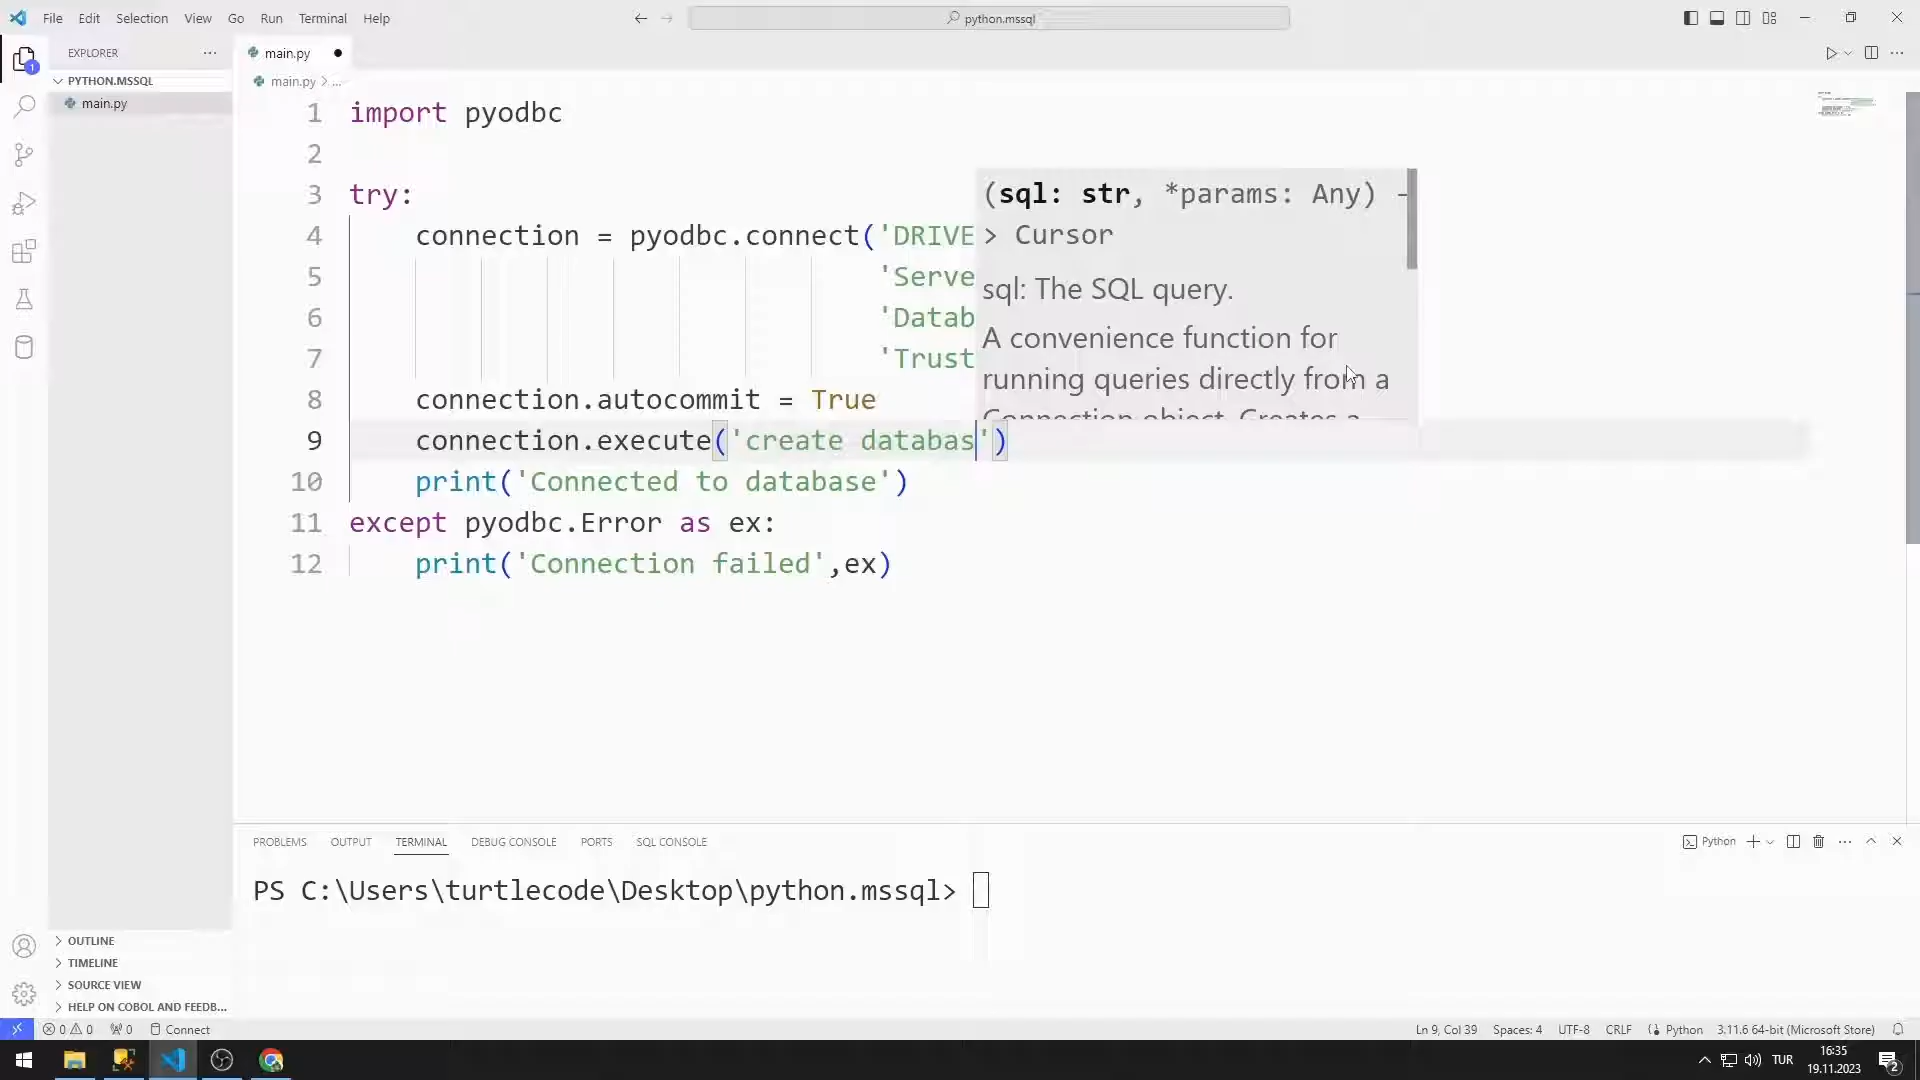 File Edit Selection View Go Run Terminal Help
python.mssql
EXPLORER
main.py
PYTHON.MSSQL
main.py > ...
main.py
1 import pyodbc
2
3 try:
4 connection = pyodbc.connect('DRIVE
5 'Serve
6 'Datab
7 'Trust
8 connection.autocommit = True
9 connection.execute('create databas')
10 print('Connected to database')
11 except pyodbc.Error as ex:
12 print('Connection failed',ex)
(sql: str, *params: Any) -
> Cursor
sql: The SQL query.
A convenience function for
running queries directly from a
Connection object. Creates a
PROBLEMS OUTPUT TERMINAL DEBUG CONSOLE PORTS SQL CONSOLE
Python
PS C:\Users\turtlecode\Desktop\python.mssql>
OUTLINE
TIMELINE
SOURCE VIEW
HELP ON COBOL AND FEEDB...
0 0 0 Connect
Ln 9, Col 39 Spaces: 4 UTF-8 CRLF Python 3.11.6 64-bit (Microsoft Store)
TUR
16:35
19.11.2023
1
2